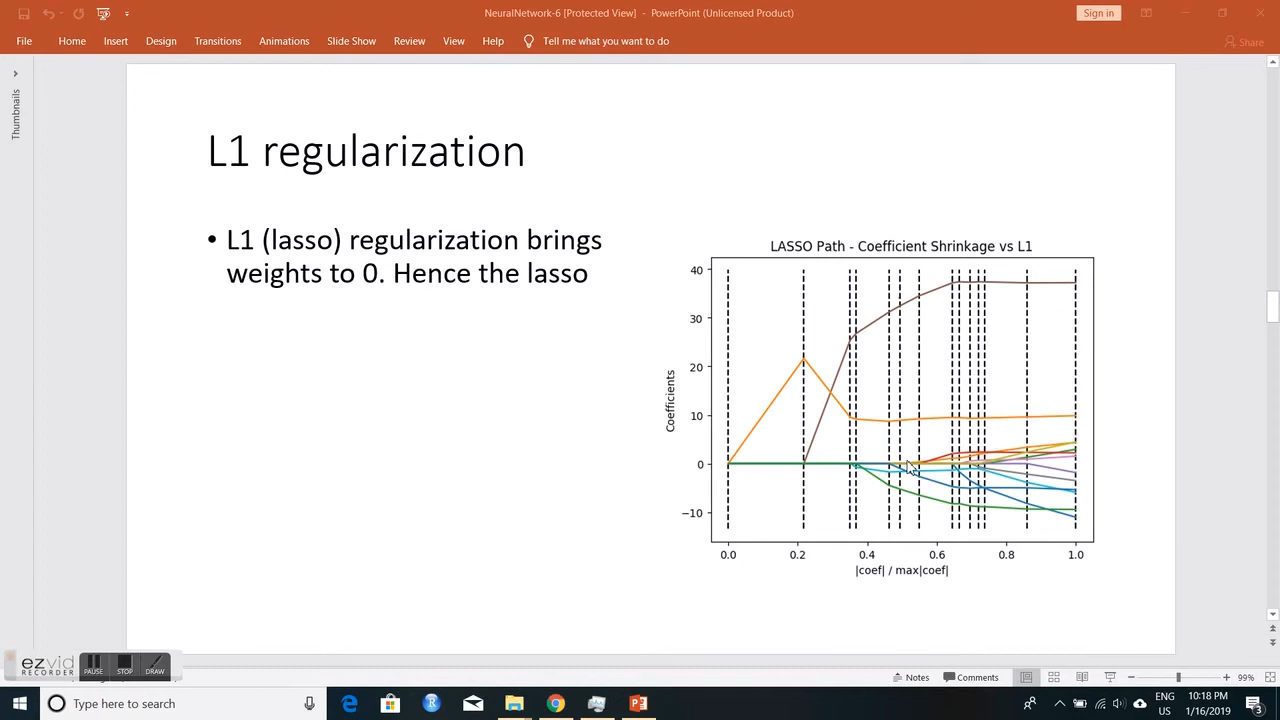 NeuralNetwork-6 [Protected View] - PowerPoint (Unlicensed Product)
Sign in
File Home Insert Design Transitions Animations Slide Show Review View Help Tell me what you want to do
Share
Thumbnails
L1 regularization
• L1 (lasso) regularization brings
weights to 0. Hence the lasso
LASSO Path - Coefficient Shrinkage vs L1
40
30
20
10
0
−10
Coefficients
0.0 0.2 0.4 0.6 0.8 1.0
|coef| / max|coef|
ezvid
RECORDER
PAUSE STOP DRAW
Notes Comments 99%
Type here to search
ENG 10:18 PM
US 1/16/2019
3